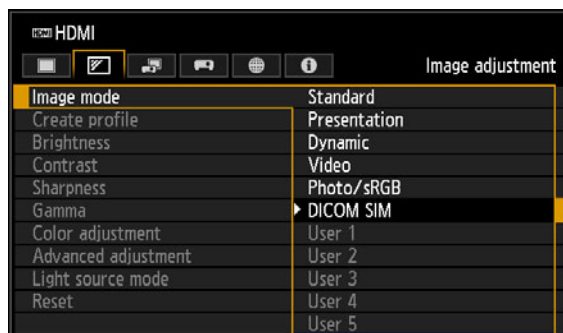 HDMI HDMI
Image adjustment
Image mode Standard
Create profile Presentation
Brightness Dynamic
Contrast Video
Sharpness Photo/sRGB
Gamma DICOM SIM
Color adjustment User 1
Advanced adjustment User 2
Light source mode User 3
Reset User 4
User 5